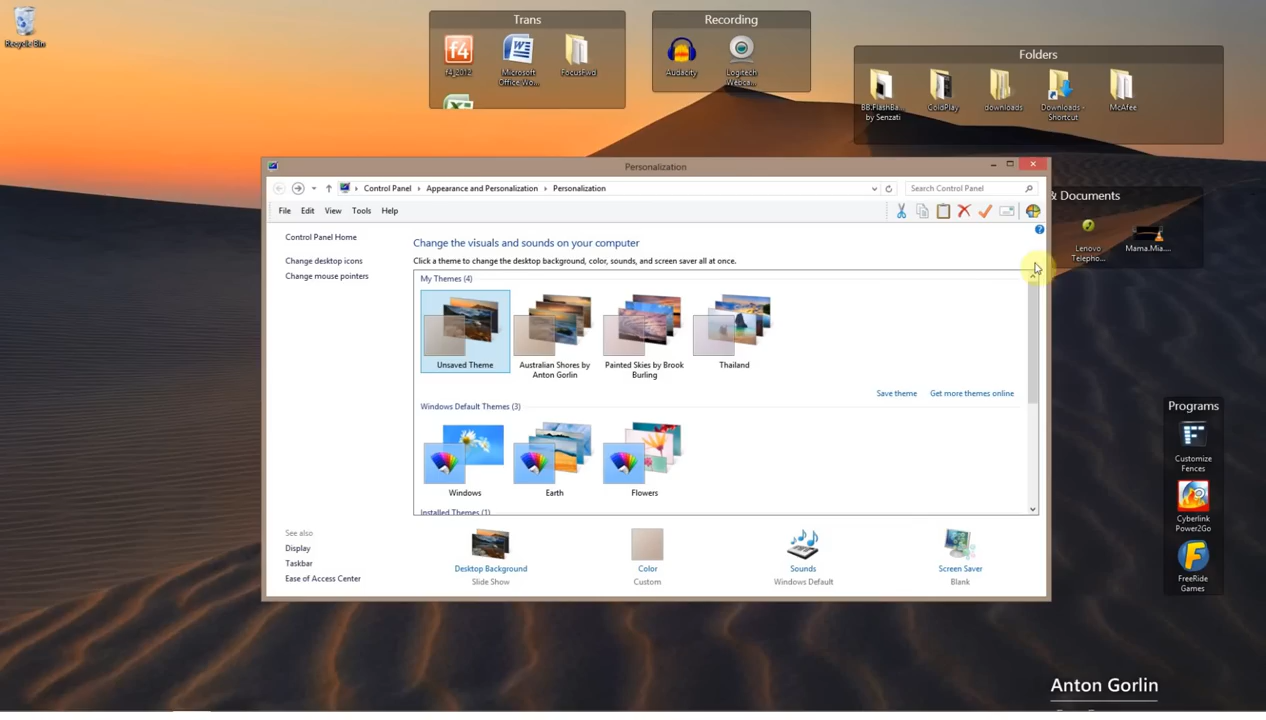 Recycle Bin
Trans
f4_2012
Microsoft
Office Wo...
FocusFwd
Recording
Audacity
Logitech
Webca...
Folders
BB.FlashBa...
by Senzati
ColdPlay
downloads
Downloads -
Shortcut
McAfee
& Documents
Lenovo
Telepho...
Mama.Mia....
Programs
Customize
Fences
Cyberlink
Power2Go
FreeRide
Games
Personalization
Control Panel
Appearance and Personalization
Personalization
Search Control Panel
File
Edit
View
Tools
Help
Control Panel Home
Change desktop icons
Change mouse pointers
Change the visuals and sounds on your computer
Click a theme to change the desktop background, color, sounds, and screen saver all at once.
My Themes (4)
Unsaved Theme
Australian Shores by
Anton Gorlin
Painted Skies by Brook
Burling
Thailand
Save theme
Get more themes online
Windows Default Themes (3)
Windows
Earth
Flowers
Installed Themes (1)
See also
Display
Taskbar
Ease of Access Center
Desktop Background
Slide Show
Color
Custom
Sounds
Windows Default
Screen Saver
Blank
Anton Gorlin